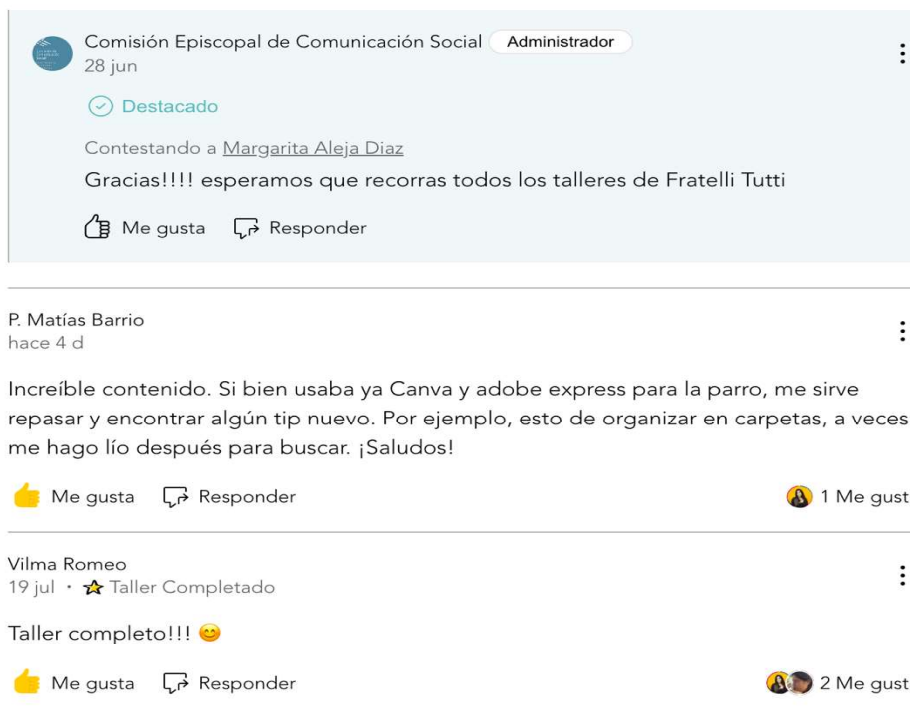 Comisión Episcopal de Comunicación Social Administrador
28 jun
Destacado
Contestando a Margarita Aleja Diaz
Gracias!!!! esperamos que recorras todos los talleres de Fratelli Tutti
Me gusta Responder
P. Matías Barrio
hace 4 d
Increíble contenido. Si bien usaba ya Canva y adobe express para la parro, me sirve
repasar y encontrar algún tip nuevo. Por ejemplo, esto de organizar en carpetas, a veces
me hago lío después para buscar. ¡Saludos!
Me gusta Responder 1 Me gust
Vilma Romeo
19 jul • Taller Completado
Taller completo!!! 😊
Me gusta Responder 2 Me gust